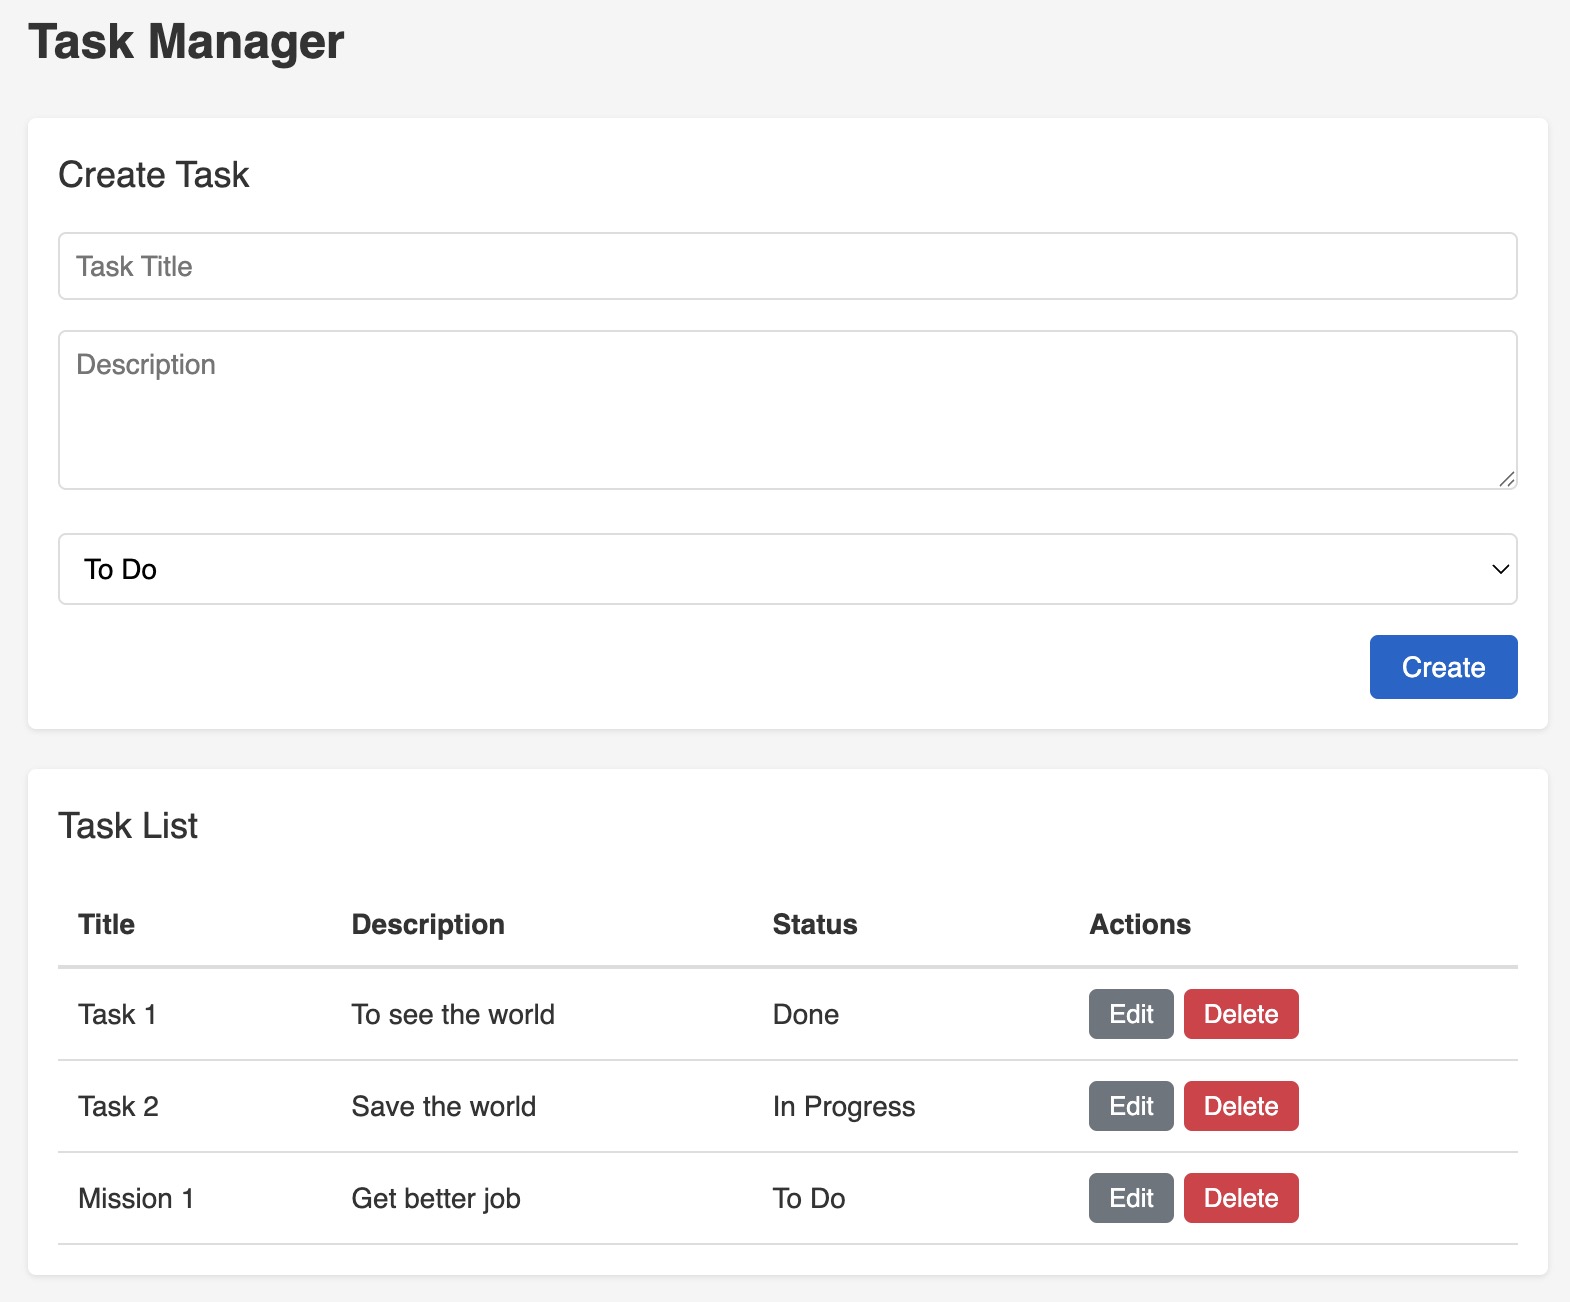 Task Manager
Create Task
Task Title
Description
To Do
Create
Task List
Title Description Status Actions
Task 1 To see the world Done Edit Delete
Task 2 Save the world In Progress Edit Delete
Mission 1 Get better job To Do Edit Delete